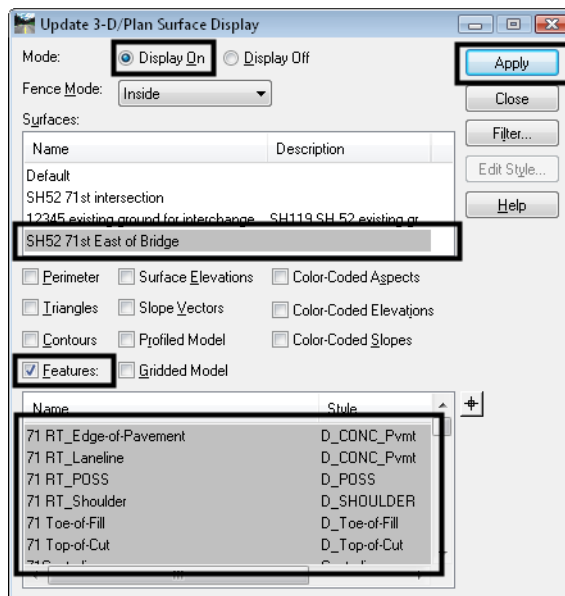 Update 3-D/Plan Surface Display
Mode: Display On Display Off
Apply
Fence Mode: Inside
Close
Surfaces:
Filter...
Name Description
Edit Style...
Default
SH52 71st intersection
Help
12345 existing ground for interchange SH119 SH 52 existing gr
SH52 71st East of Bridge
Perimeter Surface Elevations Color-Coded Aspects
Triangles Slope Vectors Color-Coded Elevations
Contours Profiled Model Color-Coded Slopes
Features: Gridded Model
Name Style
71 RT_Edge-of-Pavement D_CONC_Pvmt
71 RT_Laneline D_CONC_Pvmt
71 RT_POSS D_POSS
71 RT_Shoulder D_SHOULDER
71 Toe-of-Fill D_Toe-of-Fill
71 Top-of-Cut D_Top-of-Cut